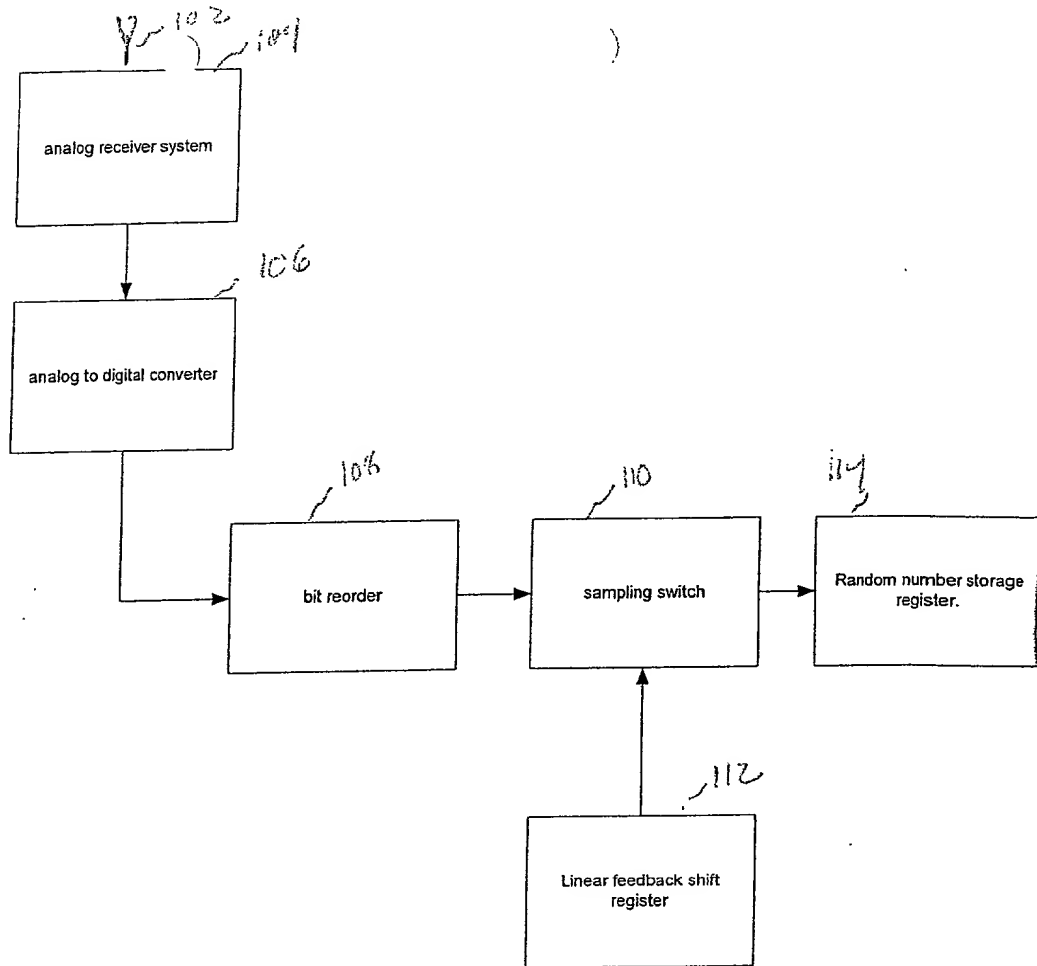 102
104
analog receiver system
106
analog to digital converter
108
110
114
bit reorder
sampling switch
Random number storage
register.
112
Linear feedback shift
register